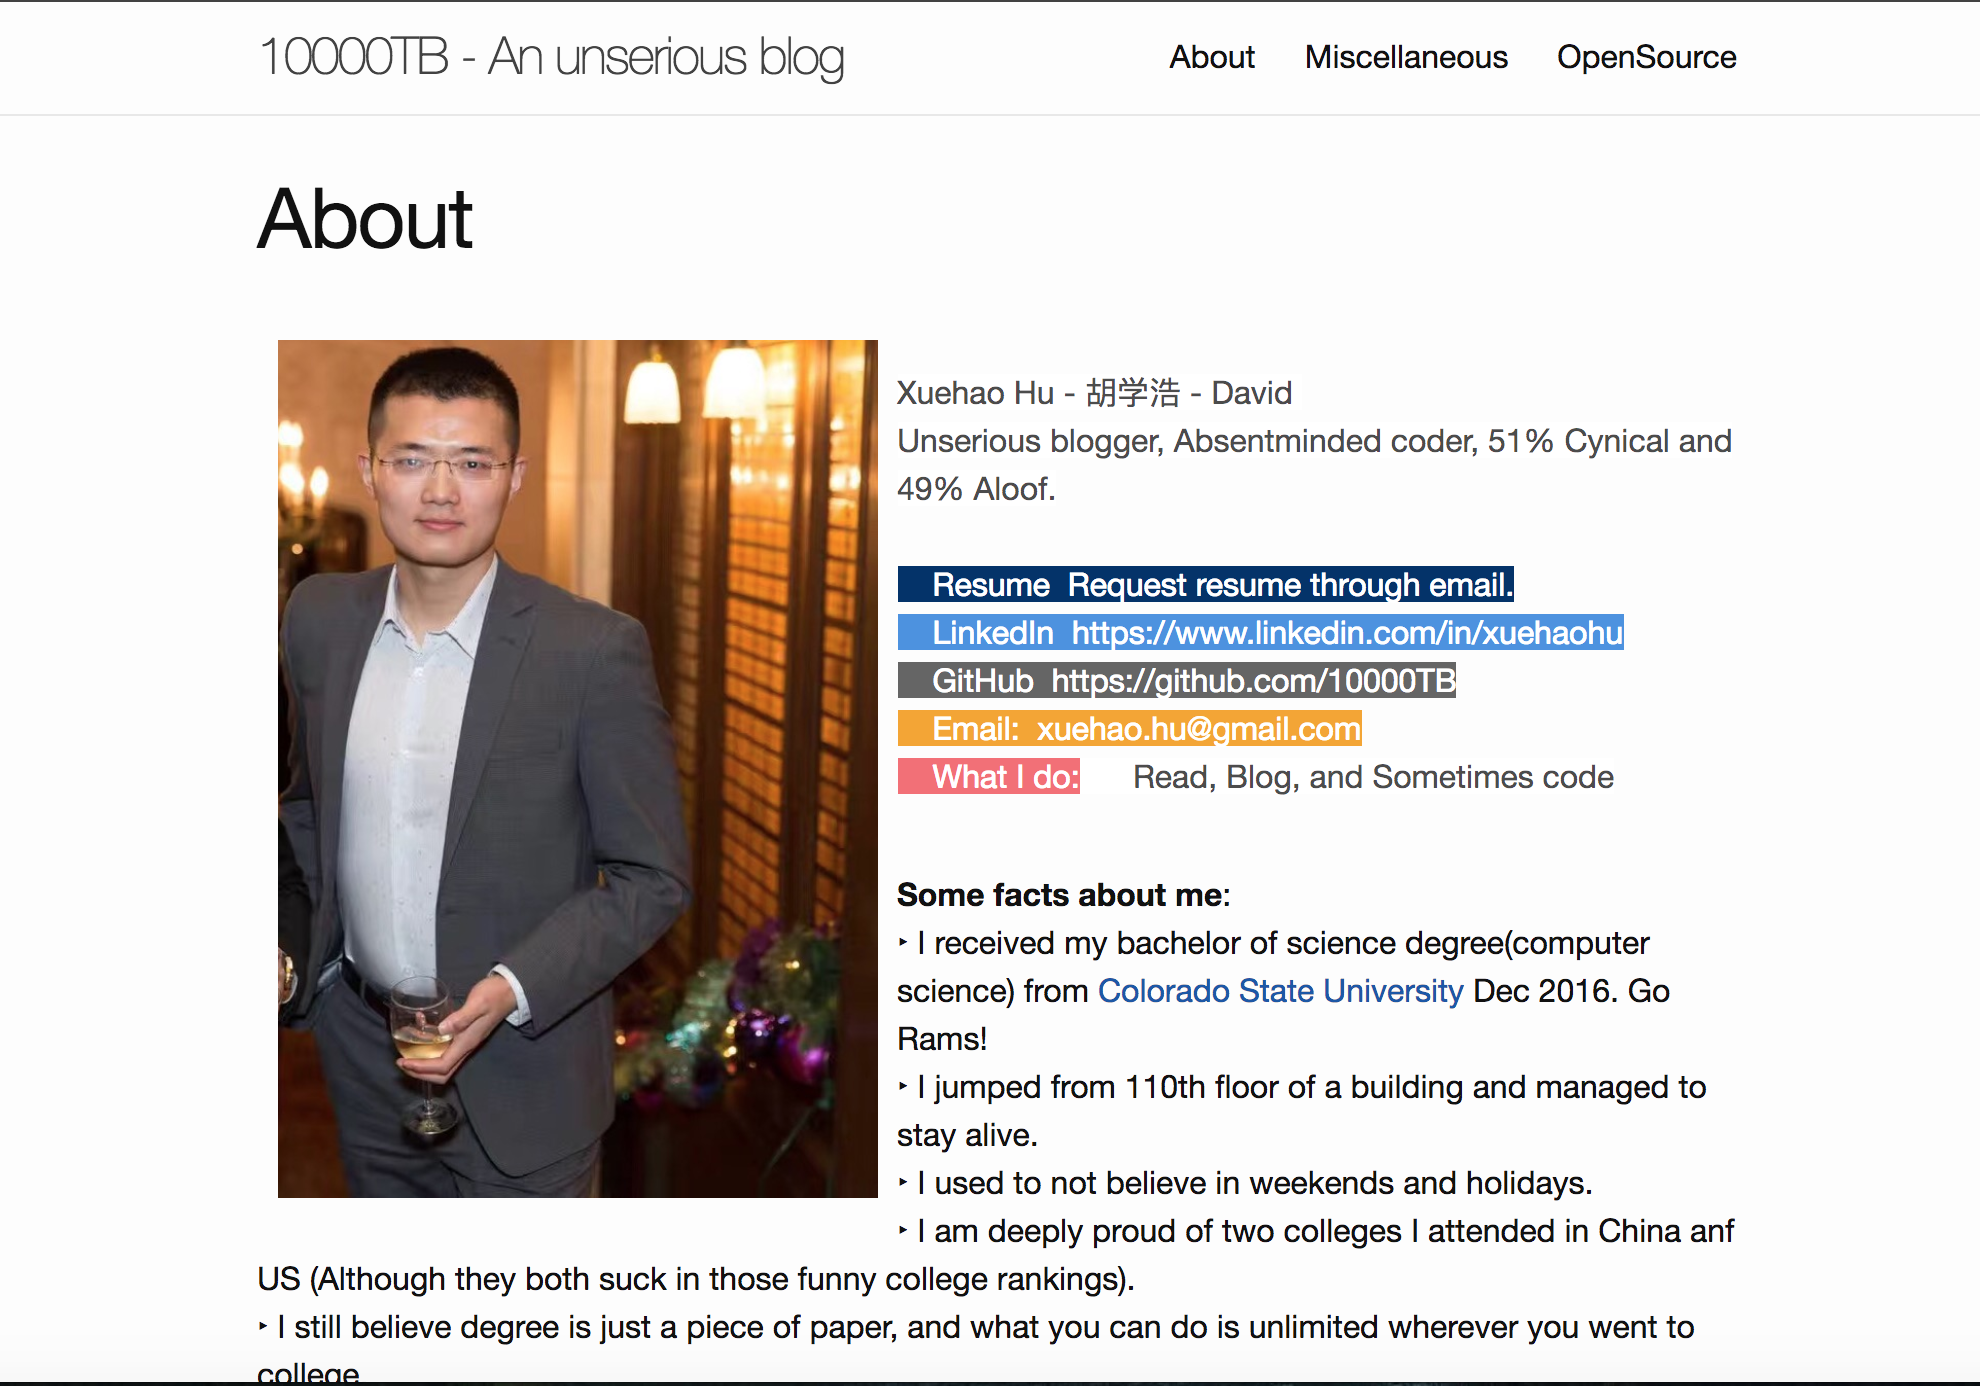 10000TB - An unserious blog
About Miscellaneous OpenSource
About
Xuehao Hu - 胡学浩 - David
Unserious blogger, Absentminded coder, 51% Cynical and
49% Aloof.
Resume Request resume through email.
LinkedIn https://www.linkedin.com/in/xuehaohu
GitHub https://github.com/10000TB
Email: xuehao.hu@gmail.com
What I do: Read, Blog, and Sometimes code
Some facts about me:
‣ I received my bachelor of science degree(computer
science) from Colorado State University Dec 2016. Go
Rams!
‣ I jumped from 110th floor of a building and managed to
stay alive.
‣ I used to not believe in weekends and holidays.
‣ I am deeply proud of two colleges I attended in China anf
US (Although they both suck in those funny college rankings).
‣ I still believe degree is just a piece of paper, and what you can do is unlimited wherever you went to
college